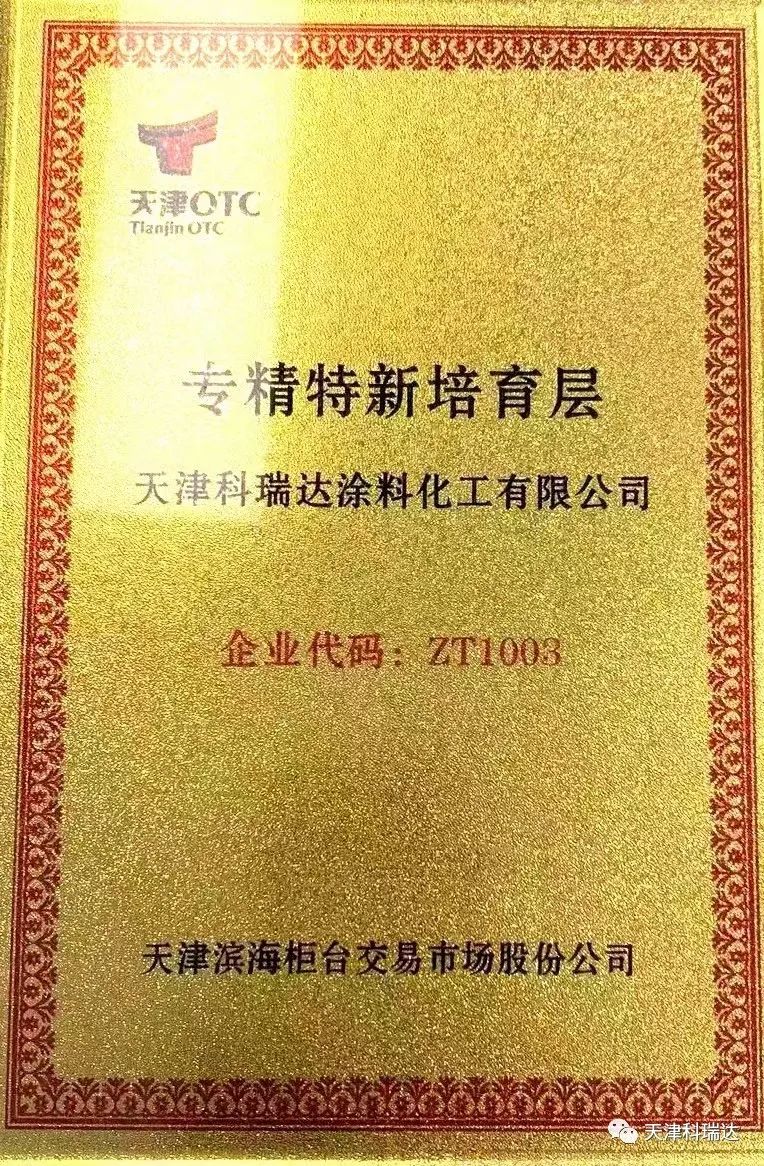 天津OTC
Tianjin OTC
专精特新培育层
天津科瑞达涂料化工有限公司
企业代码：ZT1003
天津滨海柜台交易市场股份公司
天津科瑞达